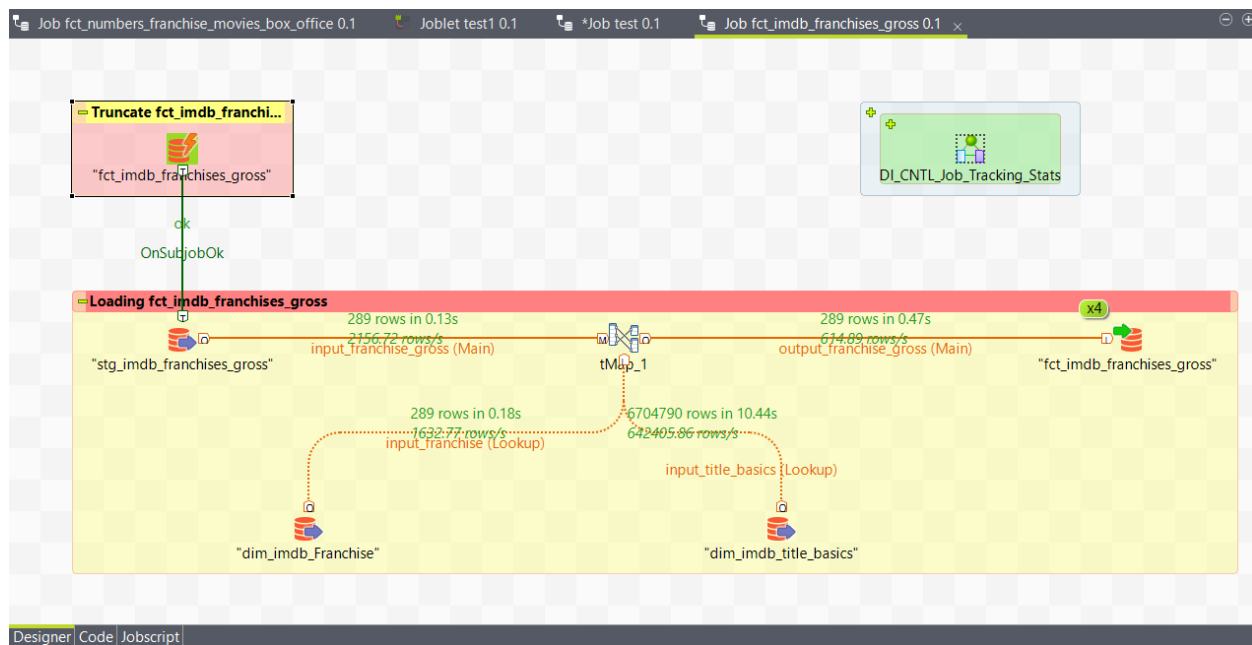 Job fct_numbers_franchise_movies_box_office 0.1
Joblet test1 0.1
*Job test 0.1
Job fct_imdb_franchises_gross 0.1
Truncate fct_imdb_franchi...
"fct_imdb_franchises_gross"
DI_CNTL_Job_Tracking_Stats
ok
OnSubjobOk
Loading fct_imdb_franchises_gross
289 rows in 0.13s
2156.72 rows/s
input_franchise_gross (Main)
289 rows in 0.47s
614.89 rows/s
output_franchise_gross (Main)
x4
"stg_imdb_franchises_gross"
tMap_1
"fct_imdb_franchises_gross"
289 rows in 0.18s
1632.77 rows/s
input_franchise (Lookup)
6704790 rows in 10.44s
642405.86 rows/s
input_title_basics (Lookup)
"dim_imdb_Franchise"
"dim_imdb_title_basics"
Designer Code Jobscript